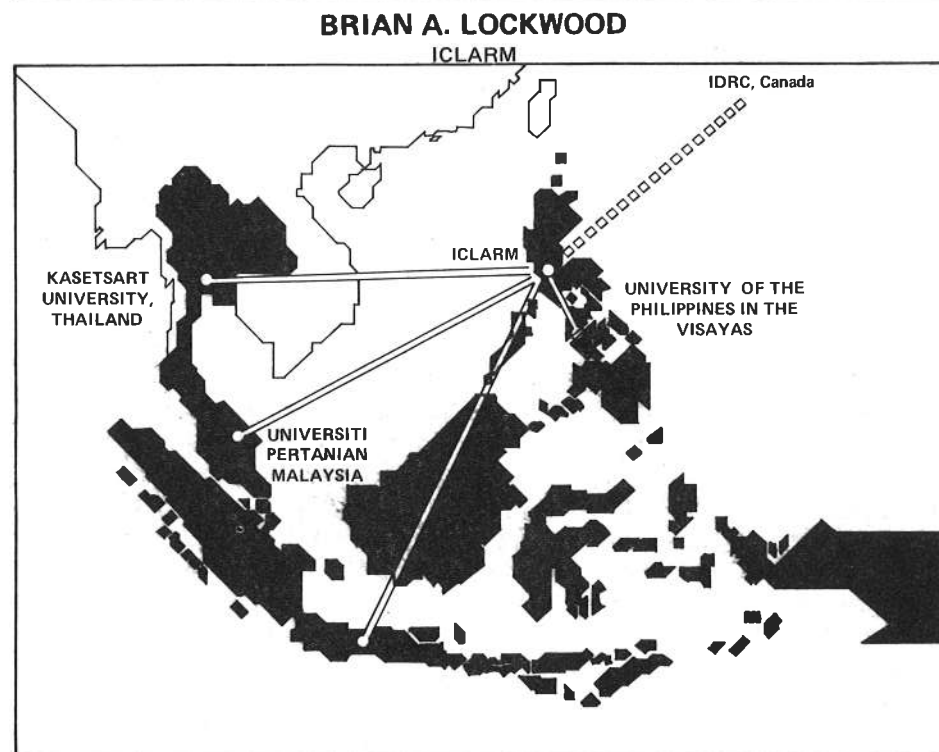 BRIAN A. LOCKWOOD
ICLARM
IDRC, Canada
ICLARM
KASETSART
UNIVERSITY,
THAILAND
UNIVERSITY OF THE
PHILIPPINES IN THE
VISAYAS
UNIVERSITI
PERTANIAN
MALAYSIA